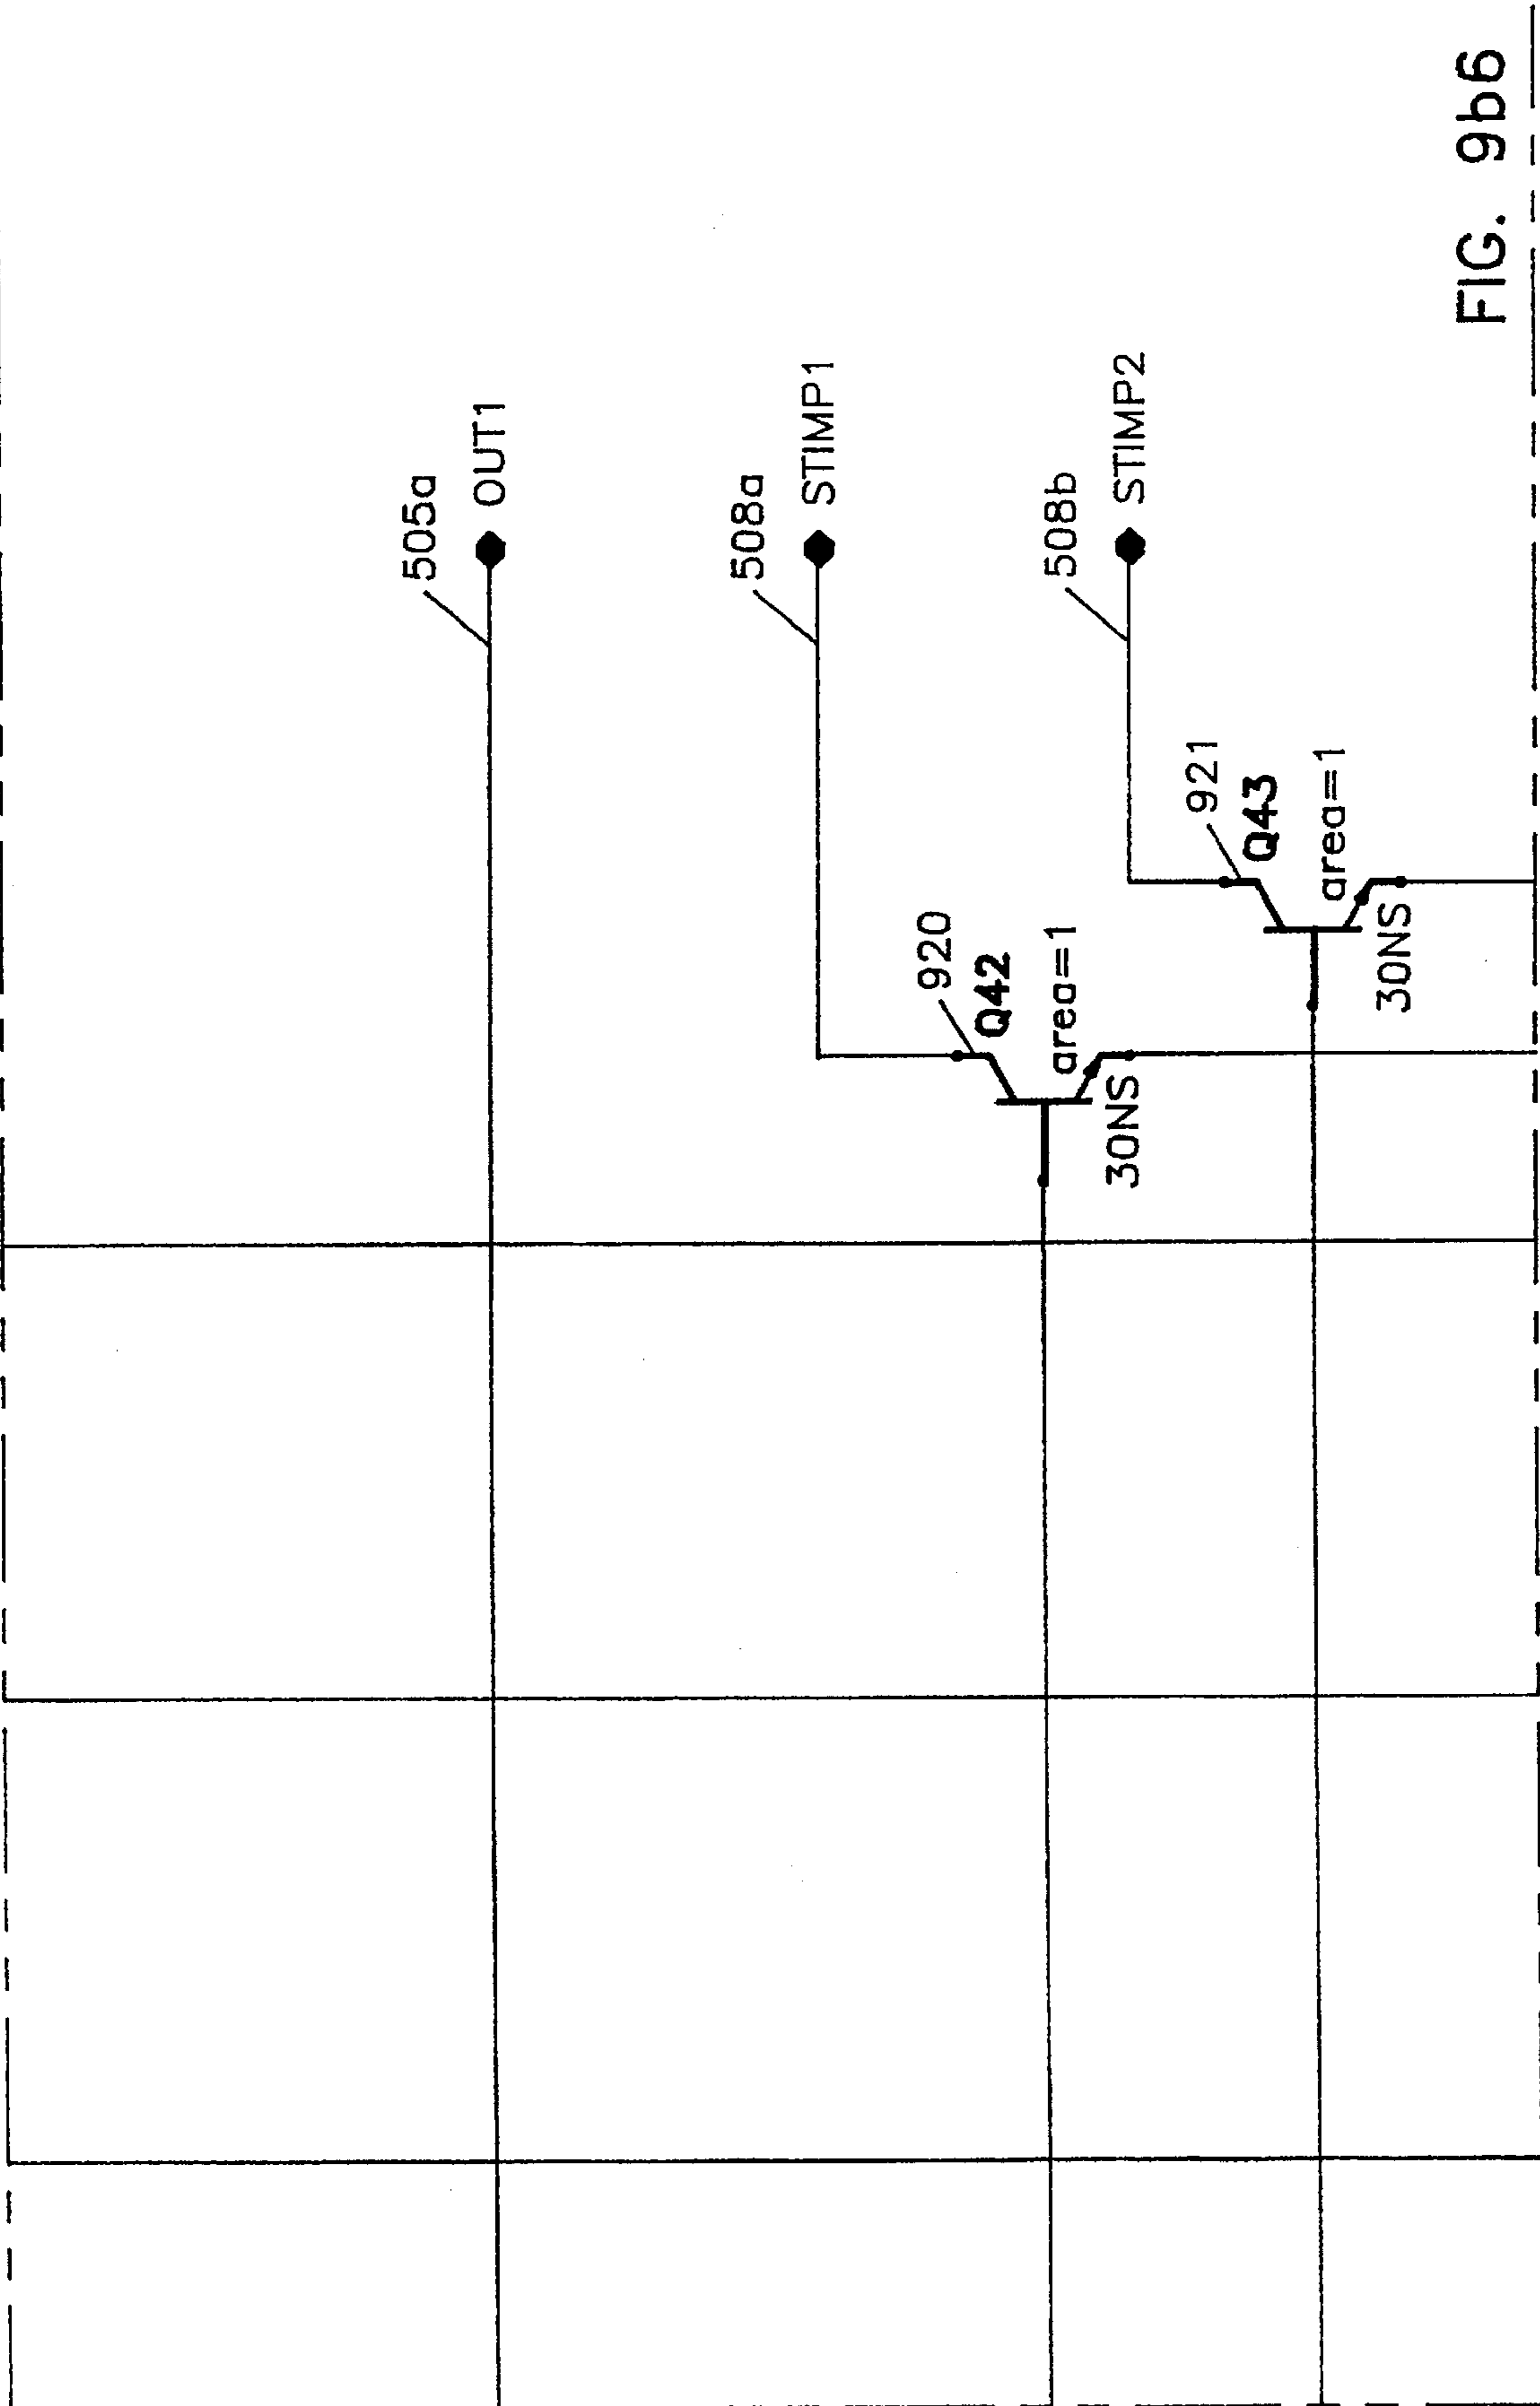 505a
OUT1
508a
STIMP1
508b
STIMP2
920
Q42
area=1
30NS
921
Q43
area=1
30NS
FIG. 9b6